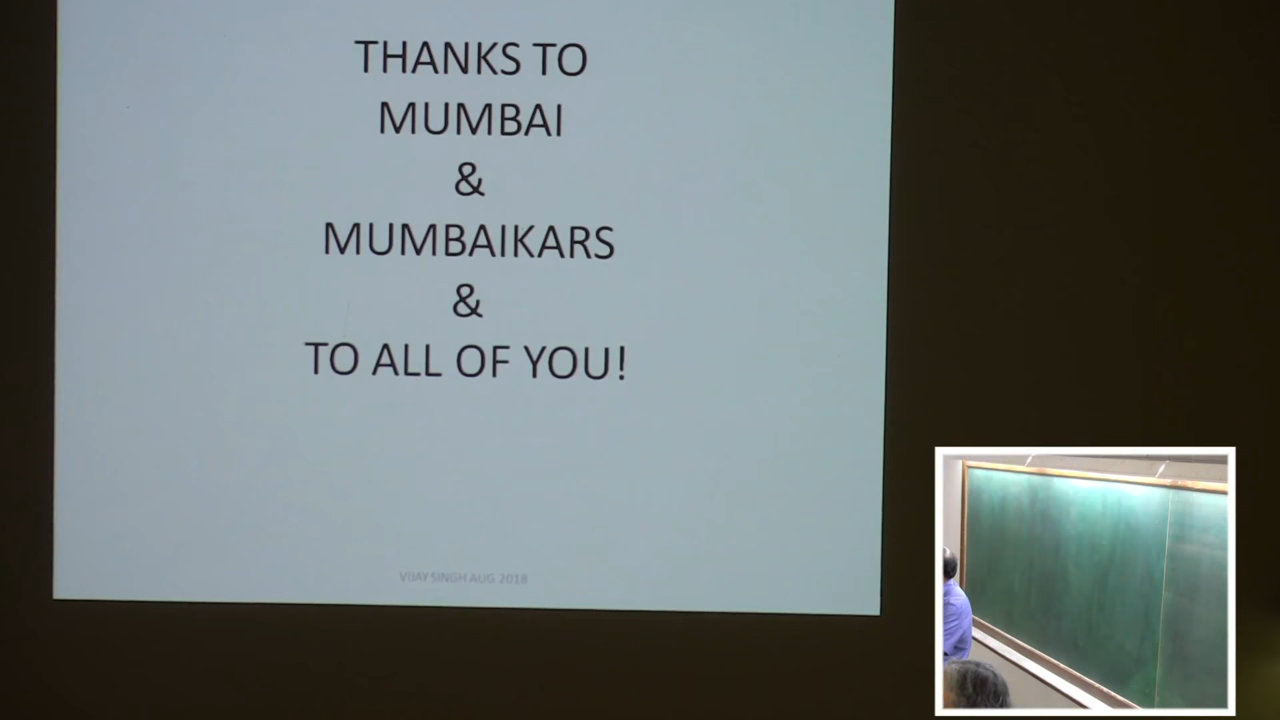 THANKS TO
MUMBAI
&
MUMBAIKARS
&
TO ALL OF YOU!
VIJAY SINGH AUG 2018